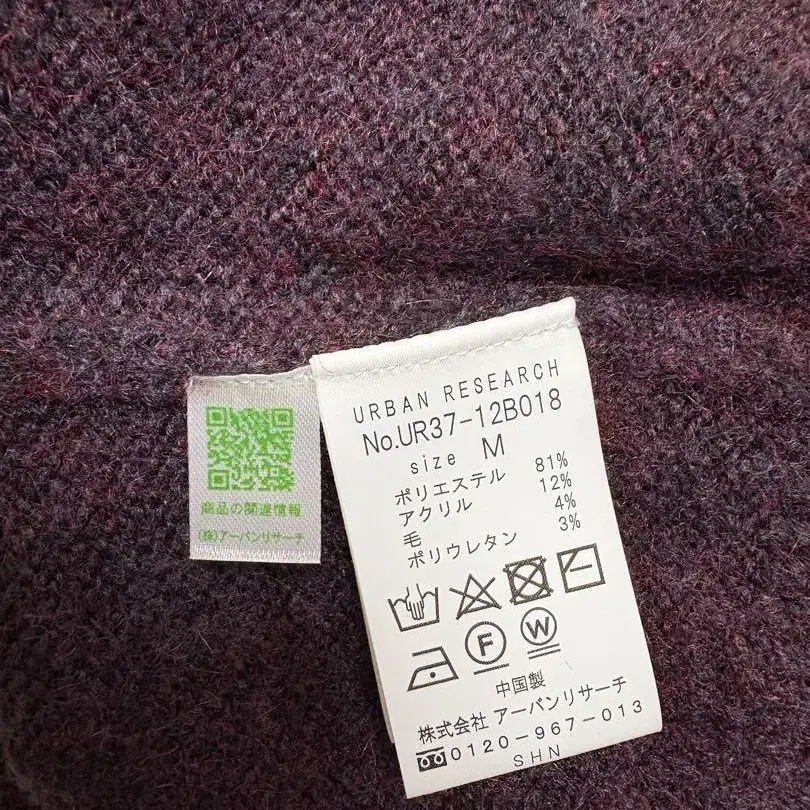 商品の関連情報
(株)アーバンリサーチ
URBAN RESEARCH
No.UR37-12B018
size M
ポリエステル 81%
アクリル 12%
毛 4%
ポリウレタン 3%
F W
中国製
株式会社 アーバンリサーチ
0120-967-013
SHN